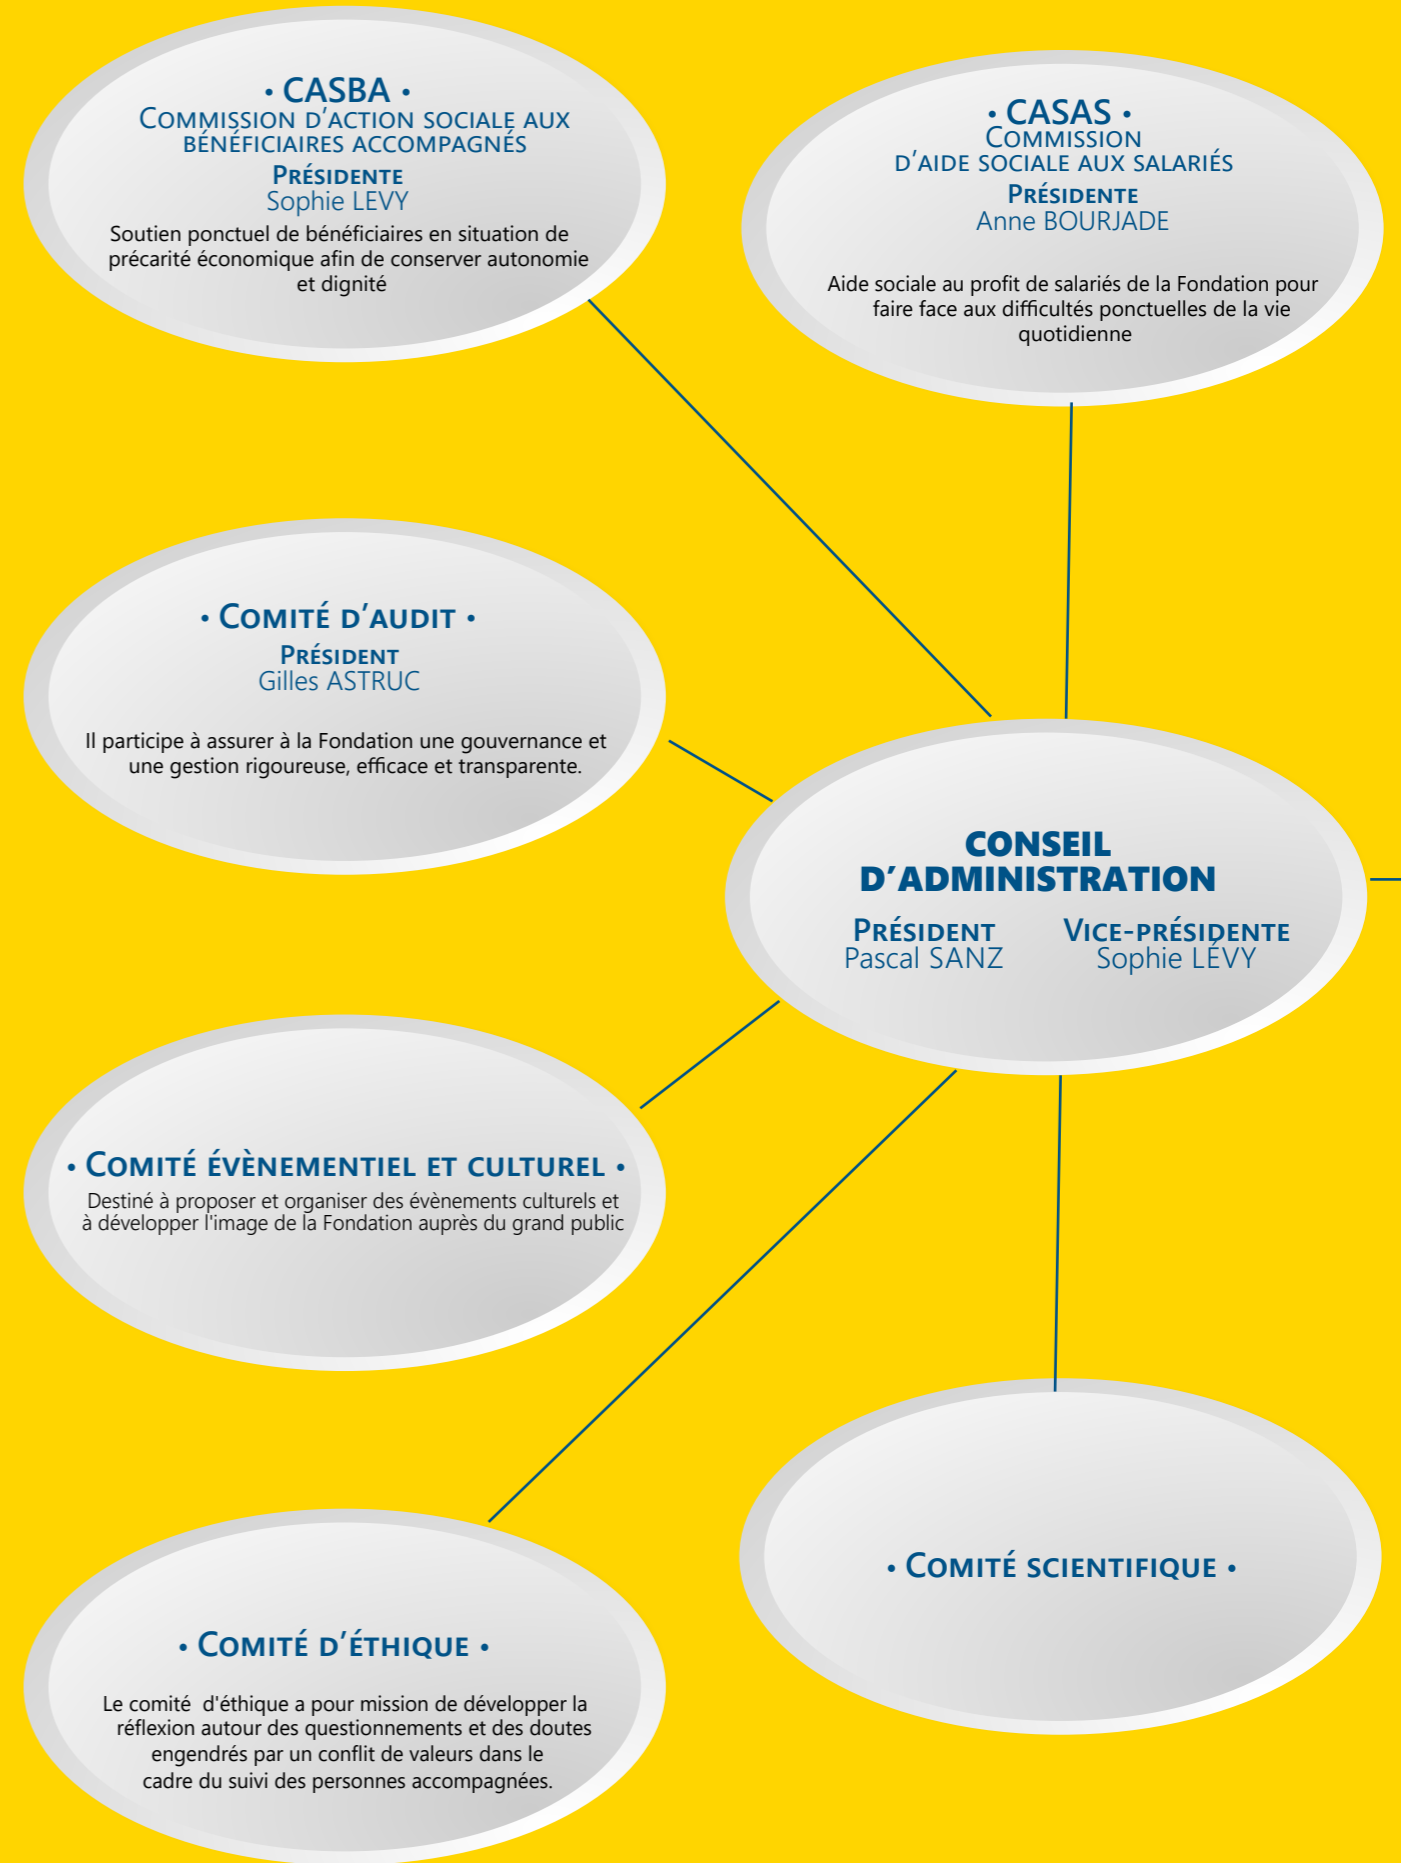 • CASBA •
Commission d’action sociale aux
bénéficiaires accompagnés
Présidente
Sophie LEVY
Soutien ponctuel de bénéficiaires en situation de
précarité économique afin de conserver autonomie
et dignité
• CASAS •
Commission
d’aide sociale aux salariés
Présidente
Anne BOURJADE
Aide sociale au profit de salariés de la Fondation pour
faire face aux difficultés ponctuelles de la vie
quotidienne
• Comité d’audit •
Président
Gilles ASTRUC
Il participe à assurer à la Fondation une gouvernance et
une gestion rigoureuse, efficace et transparente.
CONSEIL
D’ADMINISTRATION
Président
Pascal SANZ
Vice-présidente
Sophie LÉVY
• Comité évènementiel et culturel •
Destiné à proposer et organiser des évènements culturels et
à développer l'image de la Fondation auprès du grand public
• Comité scientifique •
• Comité d’éthique •
Le comité  d'éthique a pour mission de développer la
réflexion autour des questionnements et des doutes
engendrés par un conflit de valeurs dans le
cadre du suivi des personnes accompagnées.